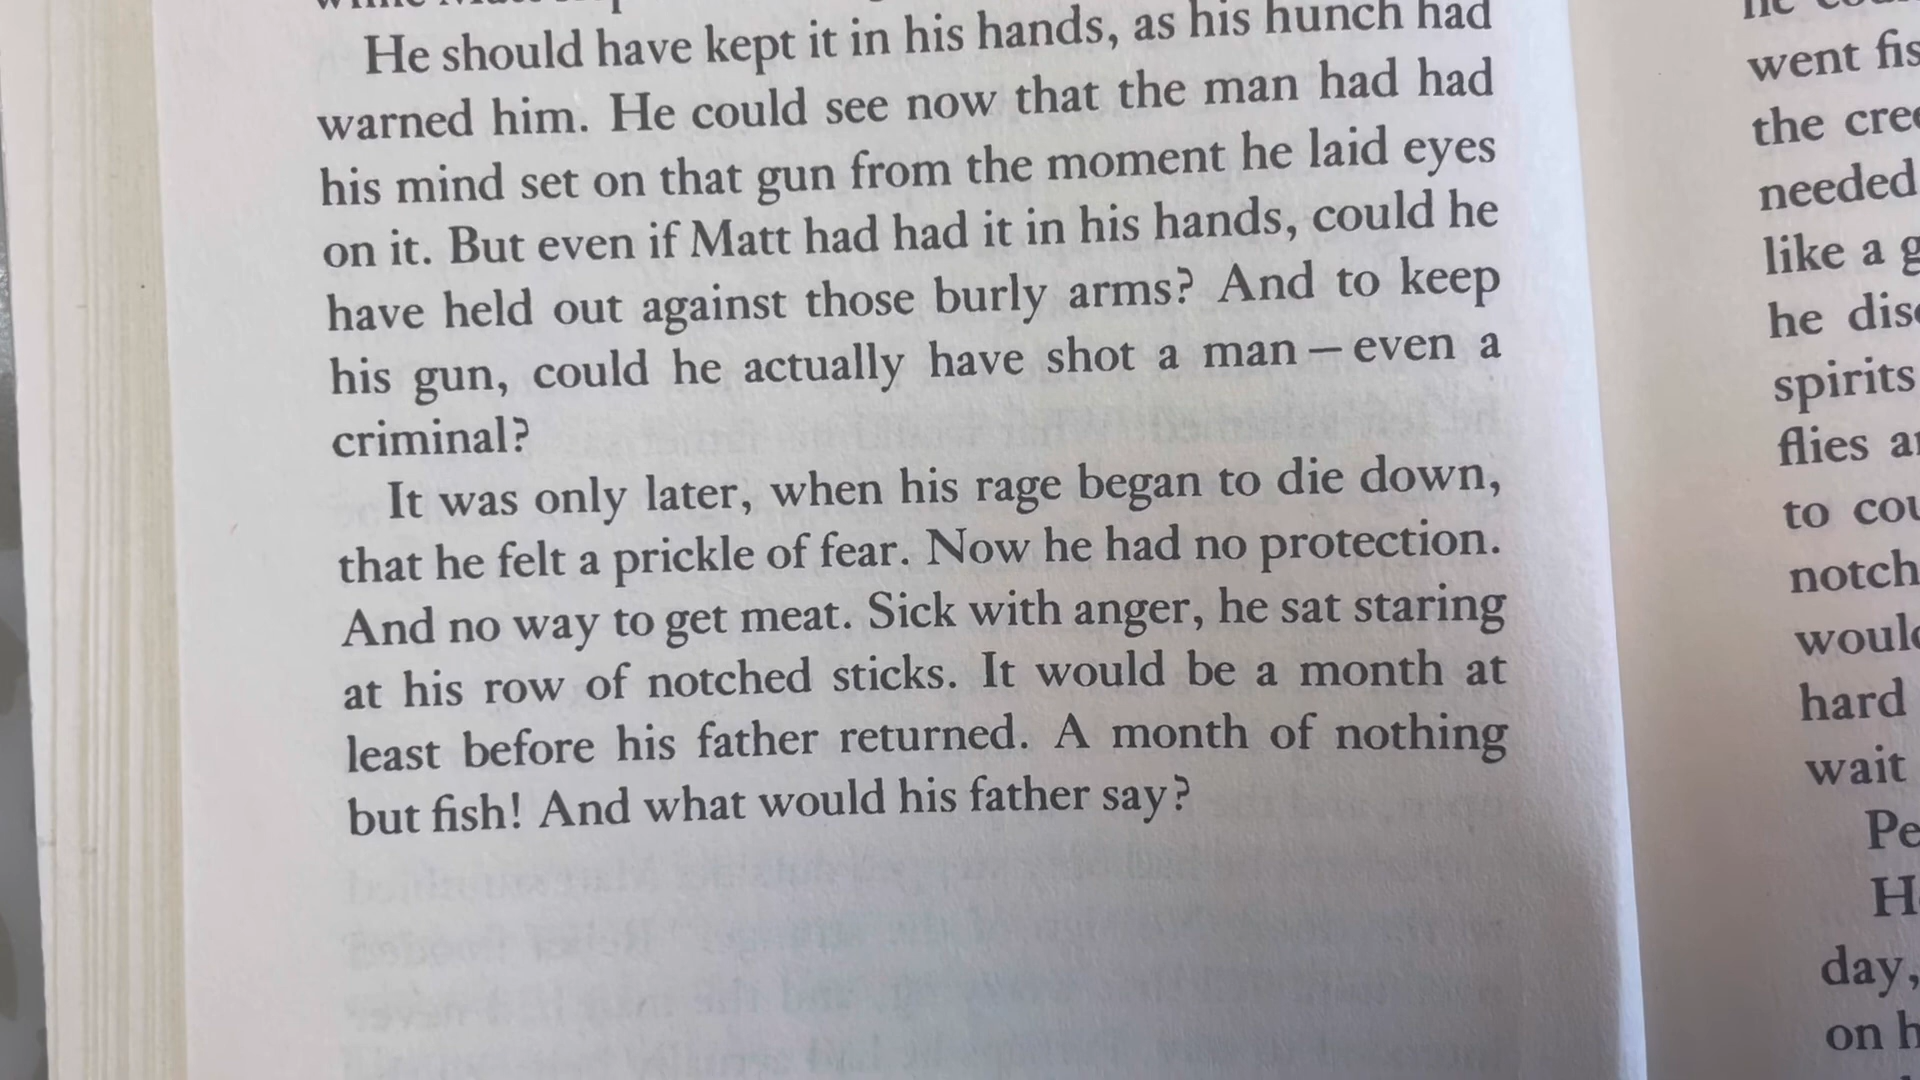 He should have kept it in his hands, as his hunch had
warned him. He could see now that the man had had
his mind set on that gun from the moment he laid eyes
on it. But even if Matt had had it in his hands, could he
have held out against those burly arms? And to keep
his gun, could he actually have shot a man — even a
criminal?
It was only later, when his rage began to die down,
that he felt a prickle of fear. Now he had no protection.
And no way to get meat. Sick with anger, he sat staring
at his row of notched sticks. It would be a month at
least before his father returned. A month of nothing
but fish! And what would his father say?
went
the
needed
like a
he
spirits
flies
to
hard
wait
day,
on